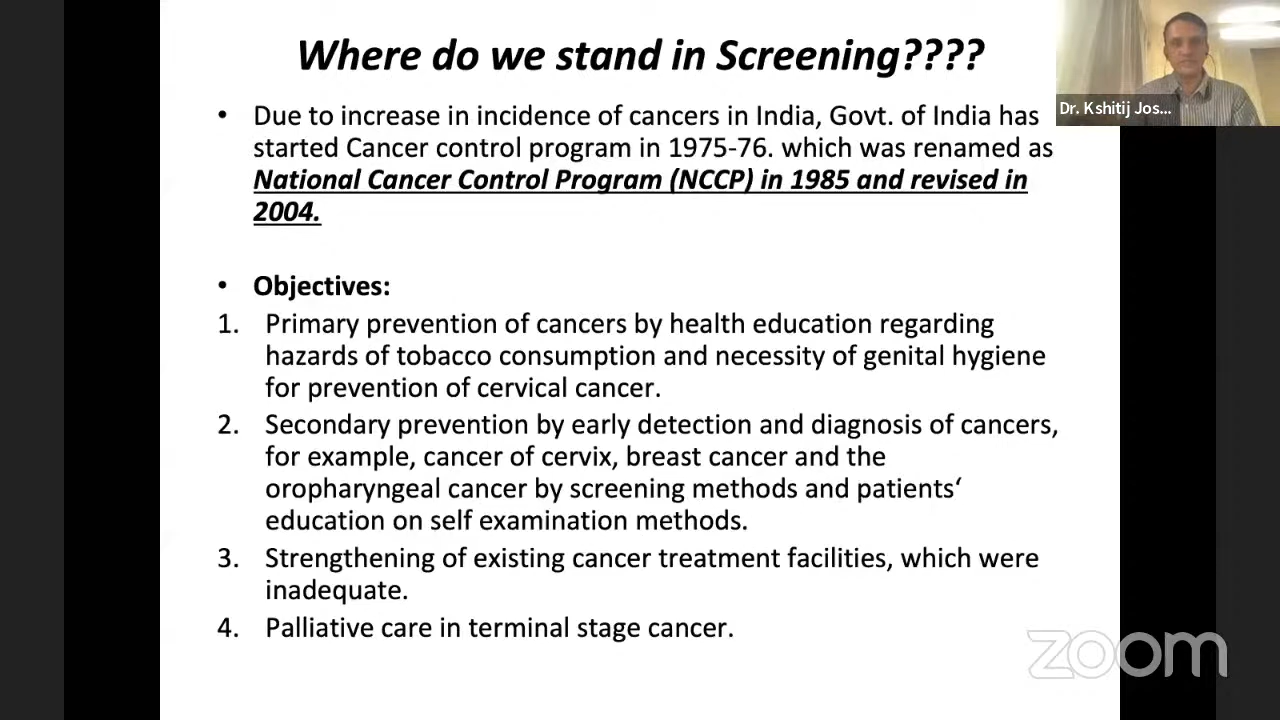 Where do we stand in Screening????
• Due to increase in incidence of cancers in India, Govt. of India has
started Cancer control program in 1975-76. which was renamed as
National Cancer Control Program (NCCP) in 1985 and revised in
2004.
• Objectives:
1. Primary prevention of cancers by health education regarding
hazards of tobacco consumption and necessity of genital hygiene
for prevention of cervical cancer.
2. Secondary prevention by early detection and diagnosis of cancers,
for example, cancer of cervix, breast cancer and the
oropharyngeal cancer by screening methods and patients‘
education on self examination methods.
3. Strengthening of existing cancer treatment facilities, which were
inadequate.
4. Palliative care in terminal stage cancer.
Dr. Kshitij Jos...
zoom